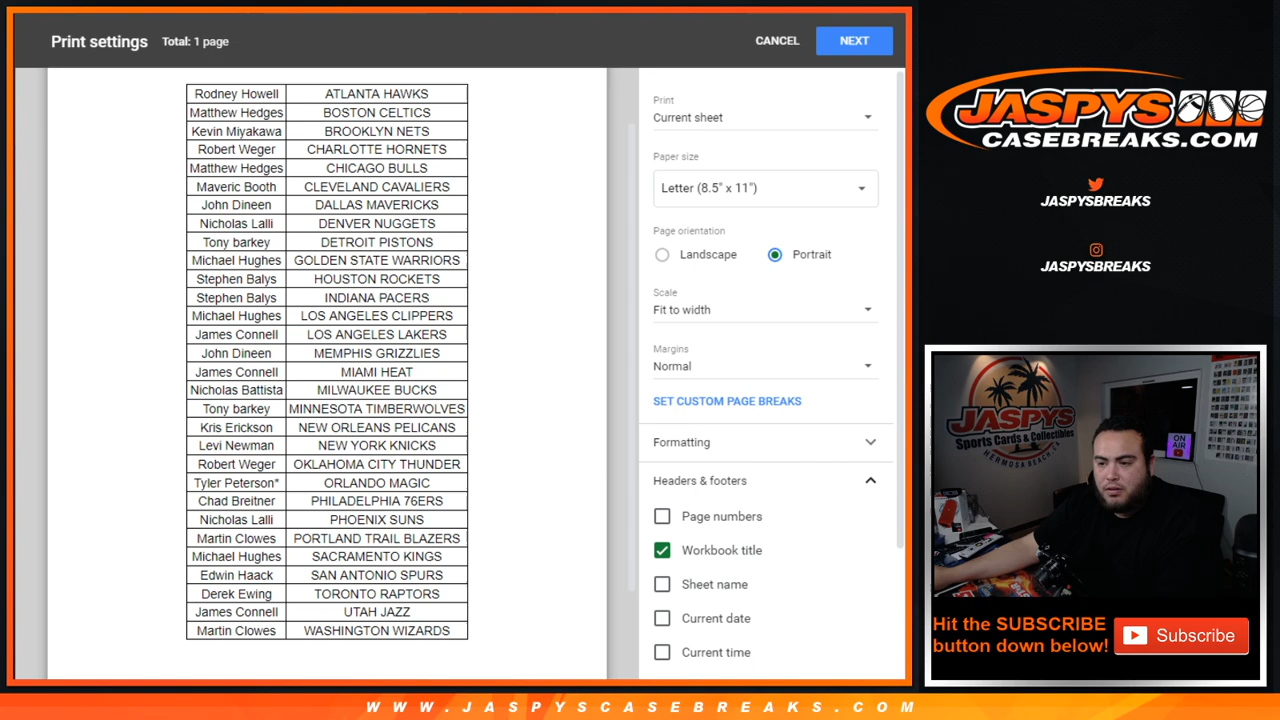 Print settings Total: 1 page CANCEL NEXT
Rodney Howell ATLANTA HAWKS
Matthew Hedges BOSTON CELTICS
Kevin Miyakawa BROOKLYN NETS
Robert Weger CHARLOTTE HORNETS
Matthew Hedges CHICAGO BULLS
Maveric Booth CLEVELAND CAVALIERS
John Dineen DALLAS MAVERICKS
Nicholas Lalli DENVER NUGGETS
Tony barkey DETROIT PISTONS
Michael Hughes GOLDEN STATE WARRIORS
Stephen Balys HOUSTON ROCKETS
Stephen Balys INDIANA PACERS
Michael Hughes LOS ANGELES CLIPPERS
James Connell LOS ANGELES LAKERS
John Dineen MEMPHIS GRIZZLIES
James Connell MIAMI HEAT
Nicholas Battista MILWAUKEE BUCKS
Tony barkey MINNESOTA TIMBERWOLVES
Kris Erickson NEW ORLEANS PELICANS
Levi Newman NEW YORK KNICKS
Robert Weger OKLAHOMA CITY THUNDER
Tyler Peterson* ORLANDO MAGIC
Chad Breitner PHILADELPHIA 76ERS
Nicholas Lalli PHOENIX SUNS
Martin Clowes PORTLAND TRAIL BLAZERS
Michael Hughes SACRAMENTO KINGS
Edwin Haack SAN ANTONIO SPURS
Derek Ewing TORONTO RAPTORS
James Connell UTAH JAZZ
Martin Clowes WASHINGTON WIZARDS
Print
Current sheet
Paper size
Letter (8.5" x 11")
Page orientation
Landscape Portrait
Scale
Fit to width
Margins
Normal
SET CUSTOM PAGE BREAKS
Formatting
Headers & footers
Page numbers
Workbook title
Sheet name
Current date
Current time
JASPYS
CASEBREAKS.COM
JASPYSBREAKS
JASPYSBREAKS
JASPYS
Sports Cards & Collectibles
HERMOSA BEACH, CA
ON
AIR
Hit the SUBSCRIBE
button down below!
Subscribe
WWW.JASPYSCASEBREAKS.COM